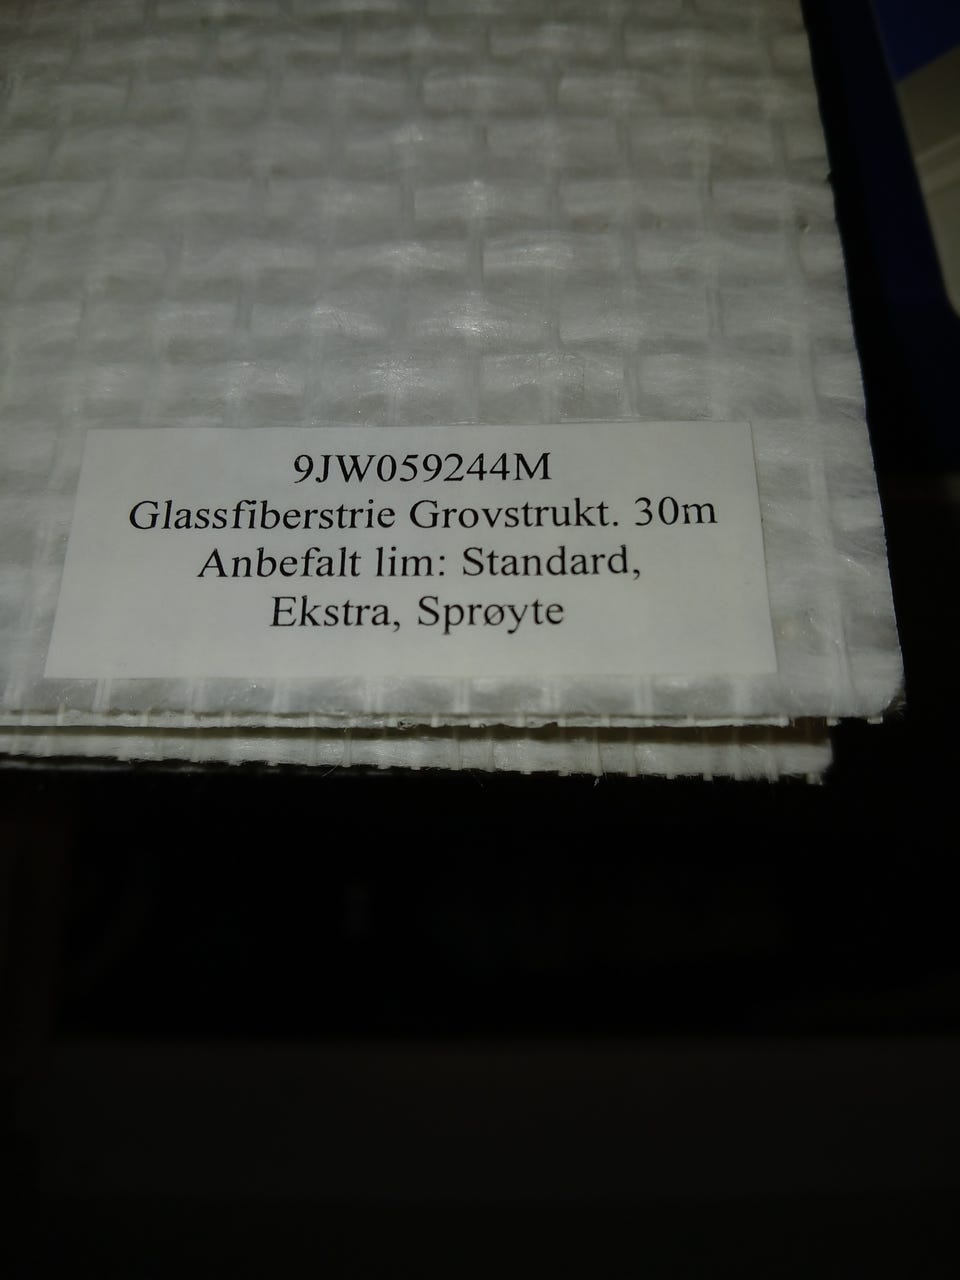 9JW059244M
Glassfiberstrie Grovstrukt. 30m
Anbefalt lim: Standard,
Ekstra, Sprøyte